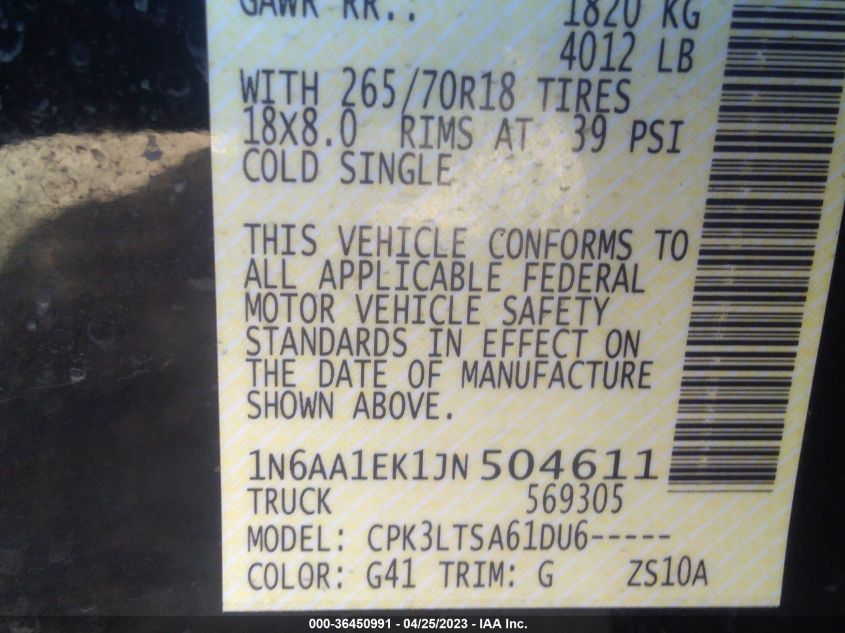 GAWR RR.: 1820 KG
4012 LB
WITH 265/70R18 TIRES
18X8.0 RIMS AT 39 PSI
COLD SINGLE
THIS VEHICLE CONFORMS TO
ALL APPLICABLE FEDERAL
MOTOR VEHICLE SAFETY
STANDARDS IN EFFECT ON
THE DATE OF MANUFACTURE
SHOWN ABOVE.
1N6AA1EK1JN504611
TRUCK 569305
MODEL: CPK3LTSA61DU6-----
COLOR: G41 TRIM: G ZS10A
000-36450991 - 04/25/2023 - IAA Inc.